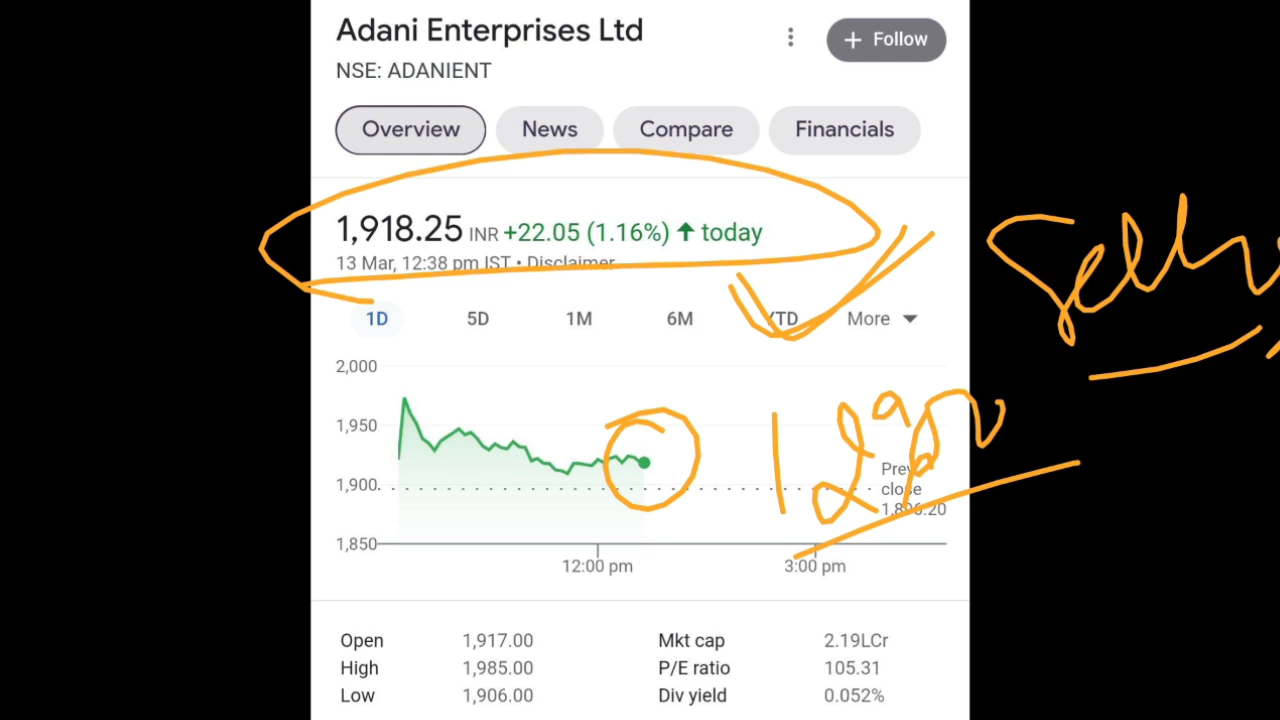 Adani Enterprises Ltd
+ Follow
NSE: ADANIENT
Overview News Compare Financials
1,918.25 INR +22.05 (1.16%) ↑ today
13 Mar, 12:38 pm IST • Disclaimer
1D 5D 1M 6M YTD More
2,000
1,950
1,900
1,850
Prev
close
1,896.20
12:00 pm 3:00 pm
Open 1,917.00 Mkt cap 2.19LCr
High 1,985.00 P/E ratio 105.31
Low 1,906.00 Div yield 0.052%